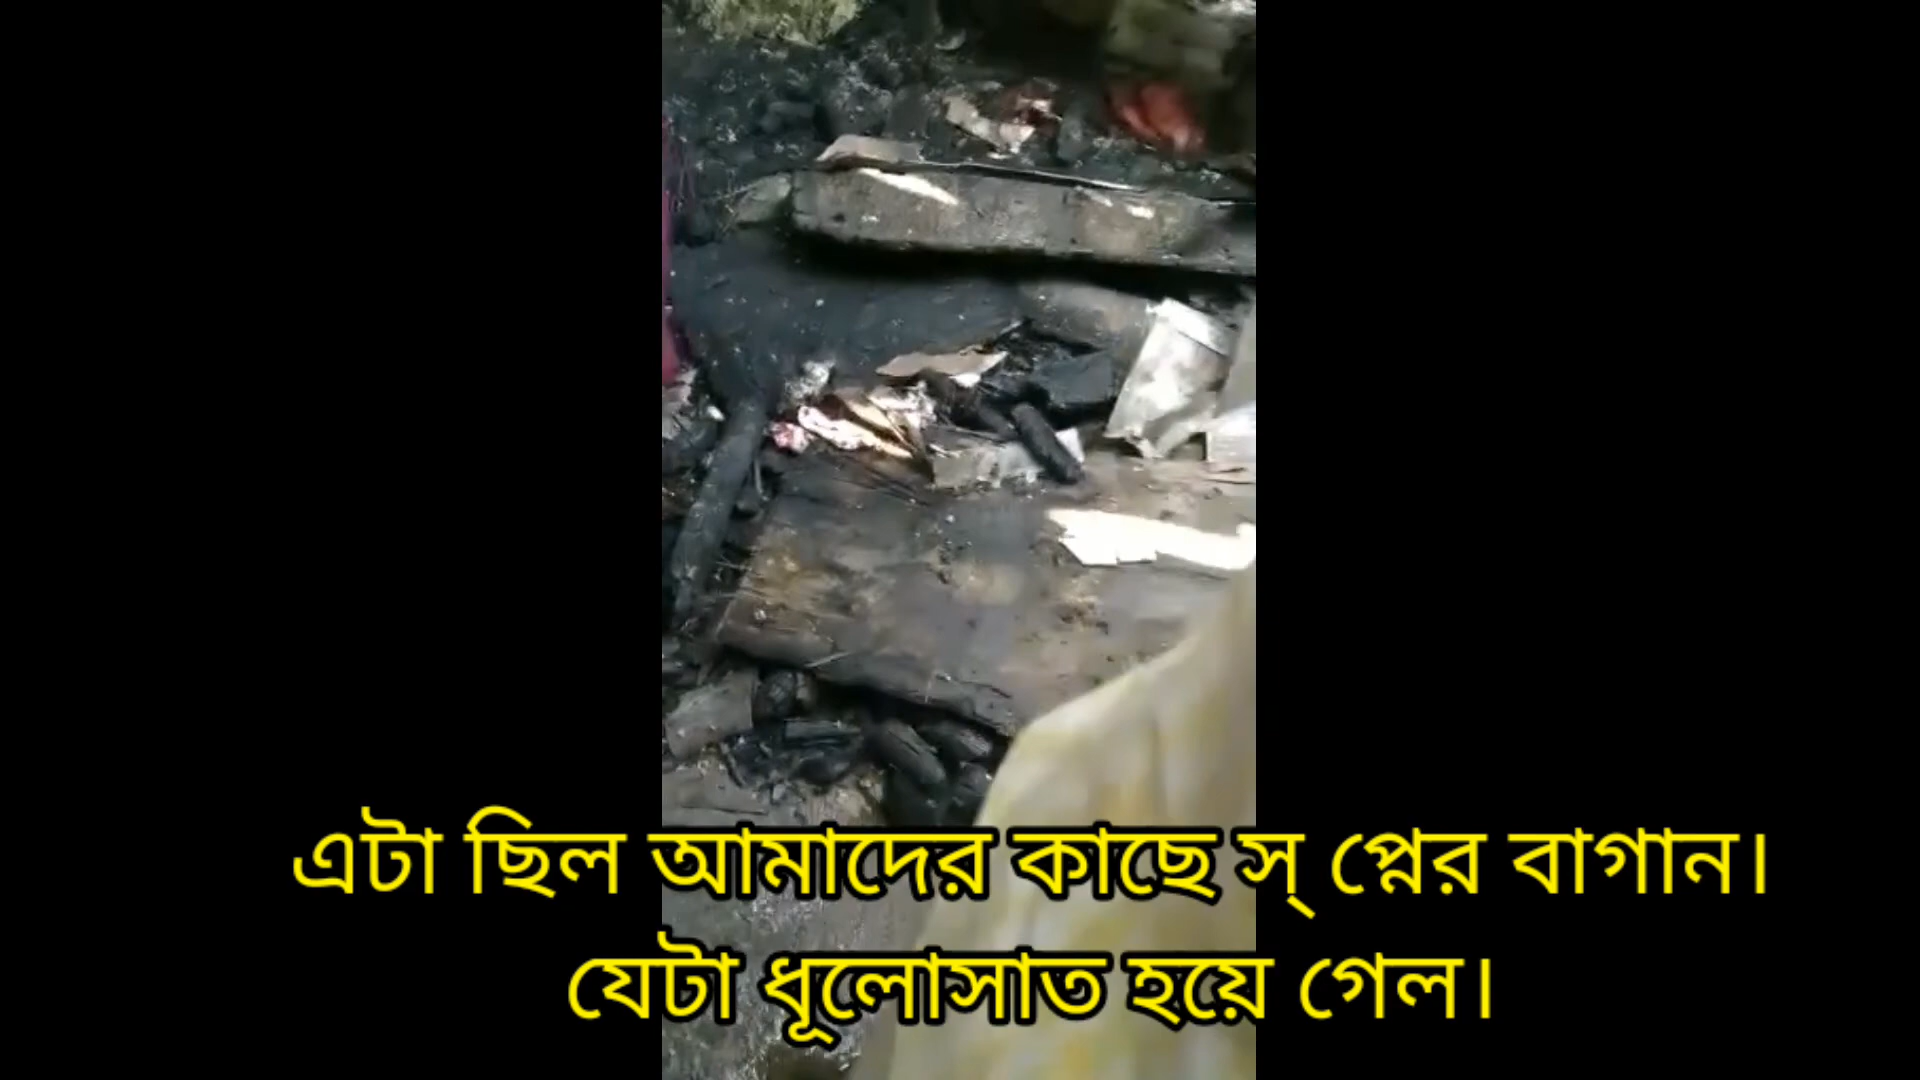 এটা ছিল আমাদের কাছে স্ প্নের বাগান।
যেটা ধূলোসাত হয়ে গেল।